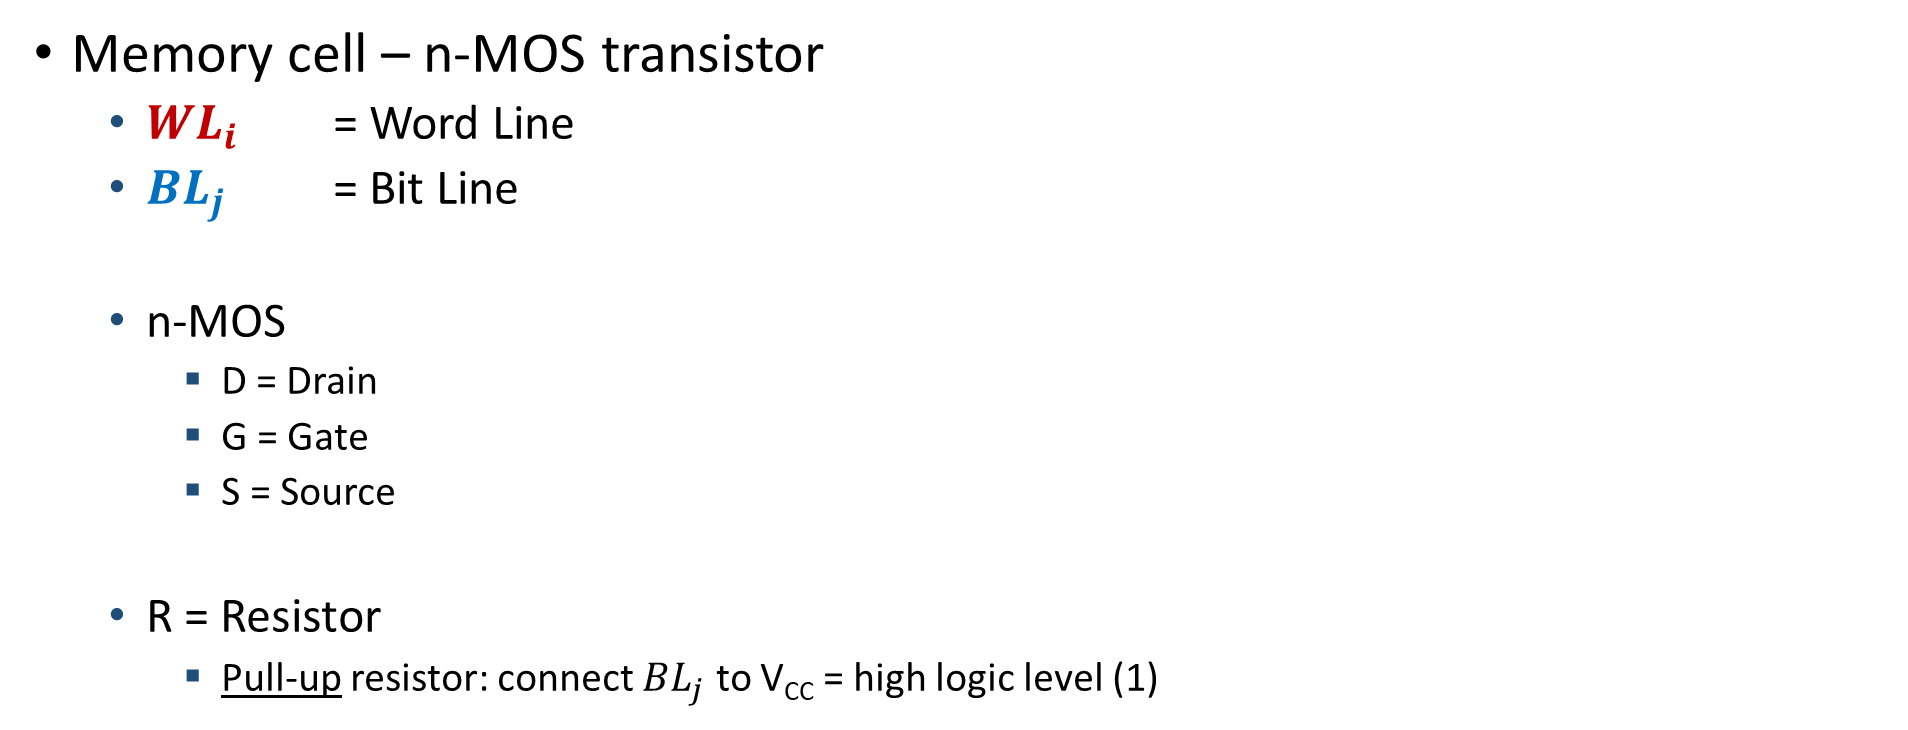 • Memory cell – n-MOS transistor
• WLᵢ = Word Line
• BLⱼ = Bit Line
• n-MOS
▪ D = Drain
▪ G = Gate
▪ S = Source
• R = Resistor
▪ Pull-up resistor: connect BLⱼ to VCC = high logic level (1)